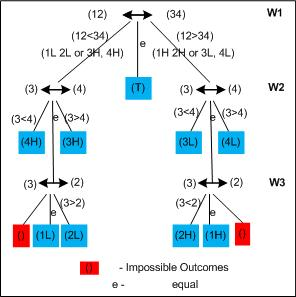 (12) (34) W1
(12<34) e (12>34)
(1L 2L or 3H, 4H) (1H 2H or 3L, 4L)
(T)
(3) (4) (3) (4) W2
(3<4) e (3>4) (3<4) e (3>4)
(4H) (3H) (3L) (4L)
(3) (2) (3) (2) W3
(3>2) (3<2)
e e
() (1L) (2L) (2H) (1H) ()
() - Impossible Outcomes
e - equal